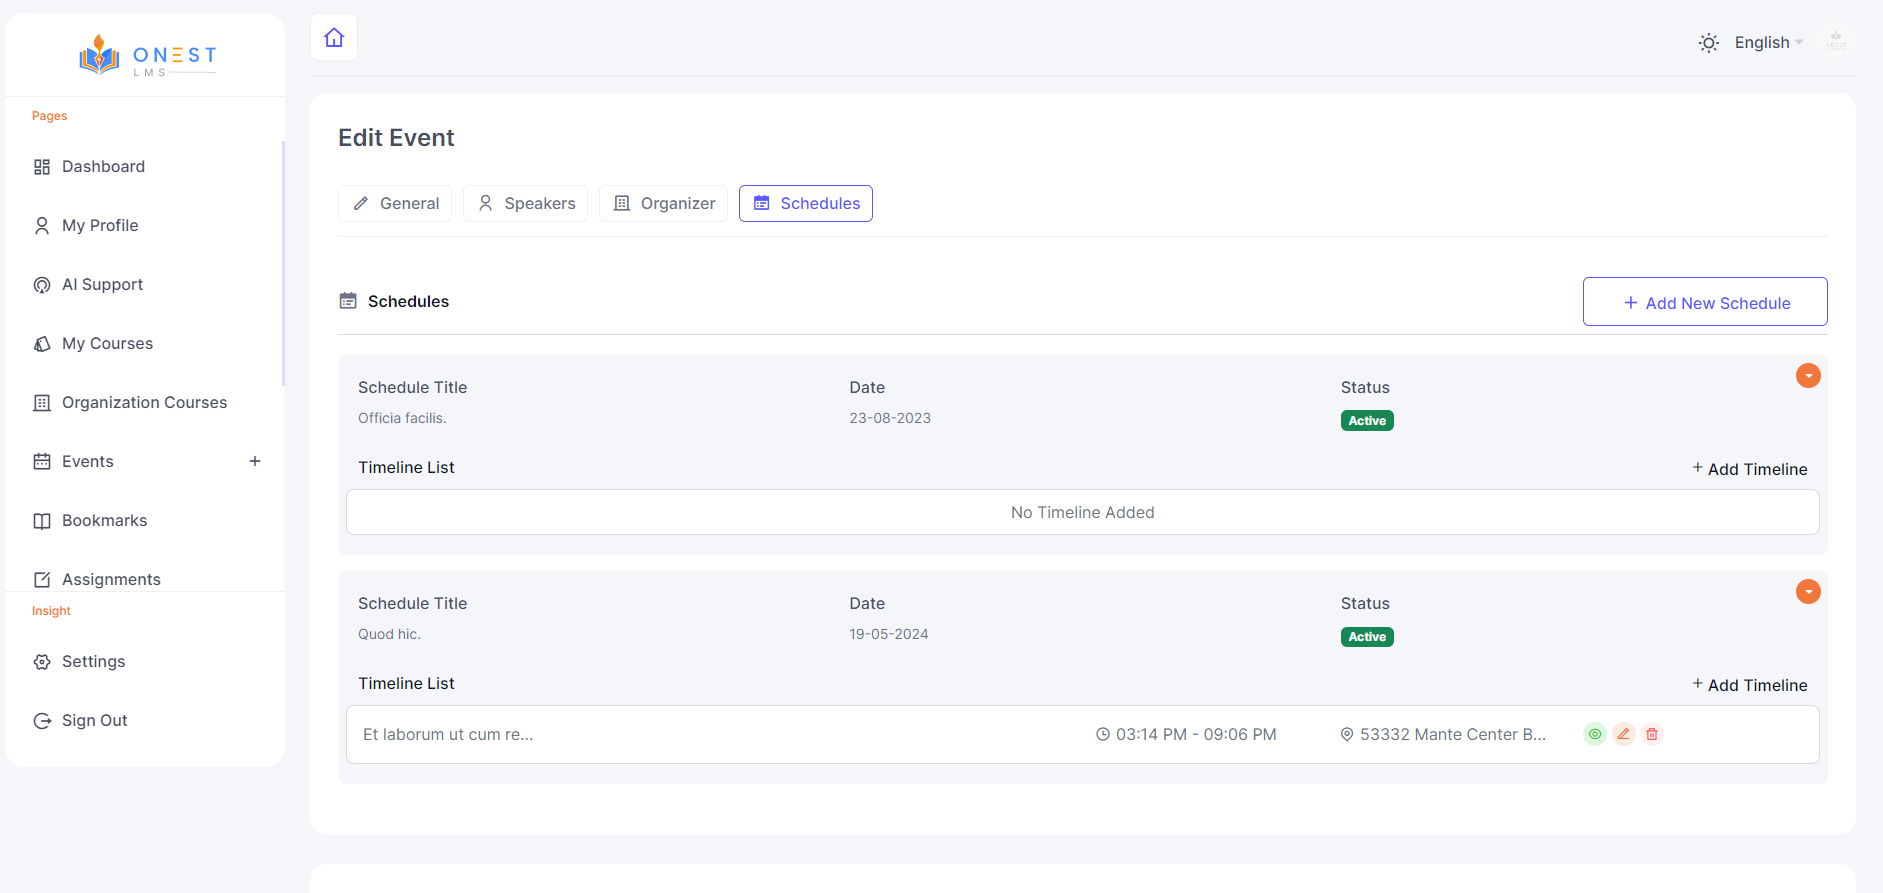 ONEST
LMS
English
Pages
Dashboard
My Profile
AI Support
My Courses
Organization Courses
Events +
Bookmarks
Assignments
Insight
Settings
Sign Out
Edit Event
General Speakers Organizer Schedules
Schedules + Add New Schedule
Schedule Title Date Status
Officia facilis. 23-08-2023 Active
Timeline List + Add Timeline
No Timeline Added
Schedule Title Date Status
Quod hic. 19-05-2024 Active
Timeline List + Add Timeline
Et laborum ut cum re... 03:14 PM - 09:06 PM 53332 Mante Center B...